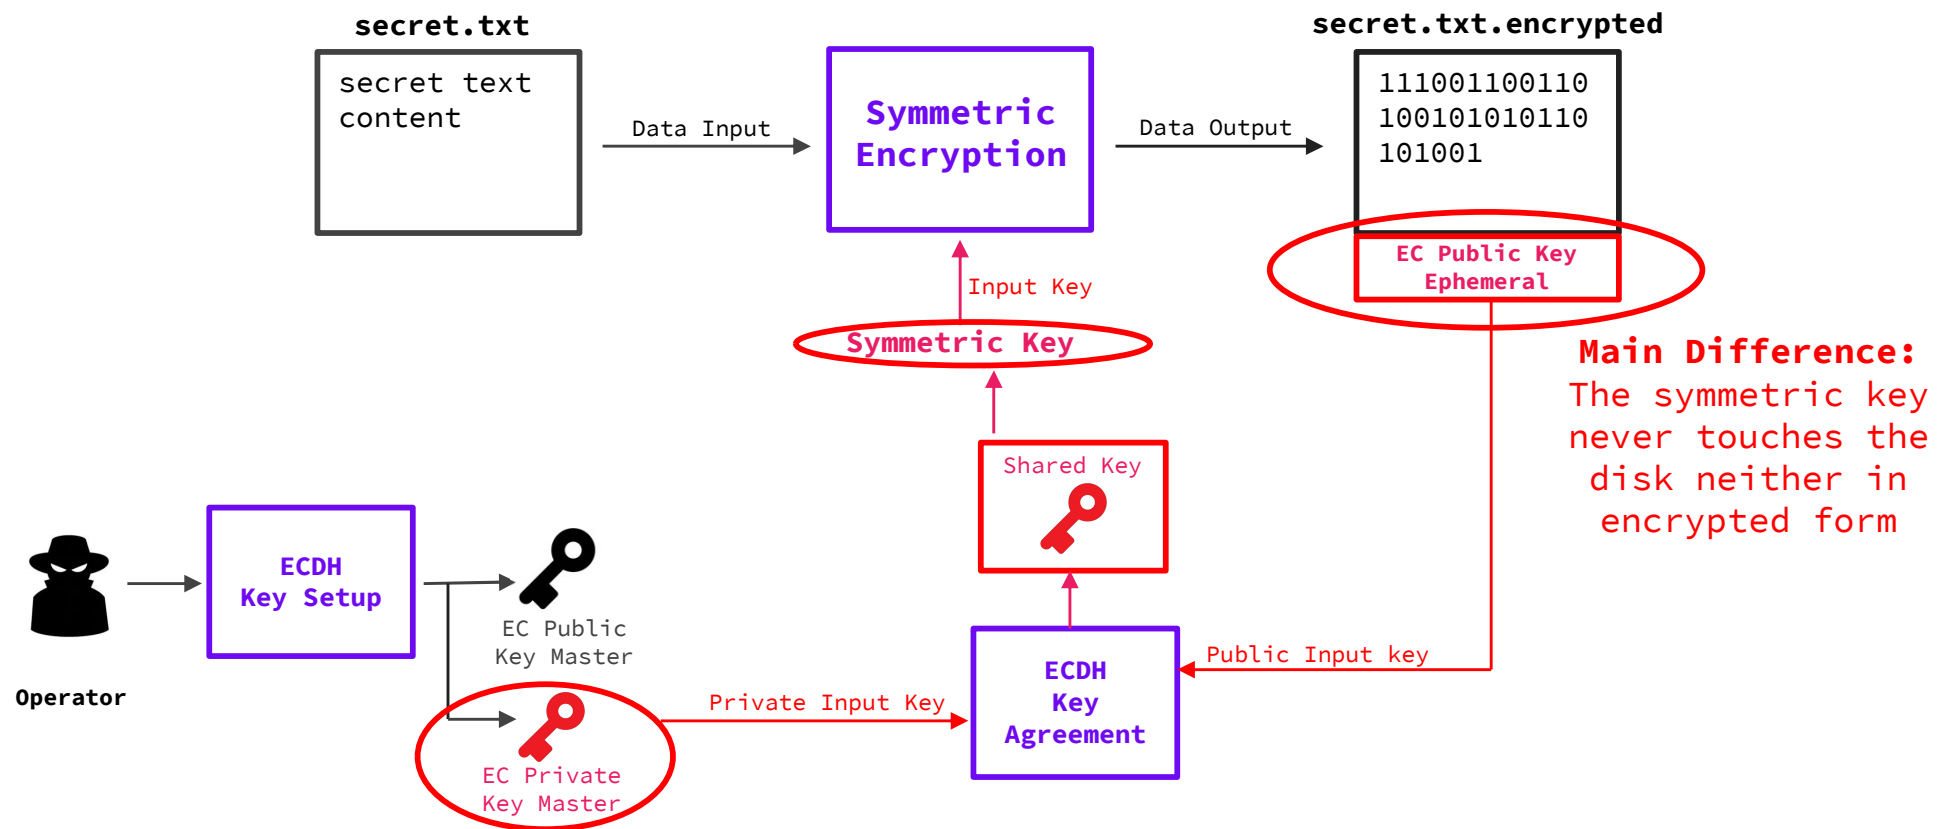 secret.txt
secret.txt.encrypted
secret text
content
Data Input
Symmetric
Encryption
Data Output
111001100110
100101010110
101001
EC Public Key
Ephemeral
Input Key
Symmetric Key
Main Difference:
The symmetric key
never touches the
disk neither in
encrypted form
Shared Key
ECDH
Key Setup
EC Public
Key Master
Operator
EC Private
Key Master
Private Input Key
ECDH
Key
Agreement
Public Input key